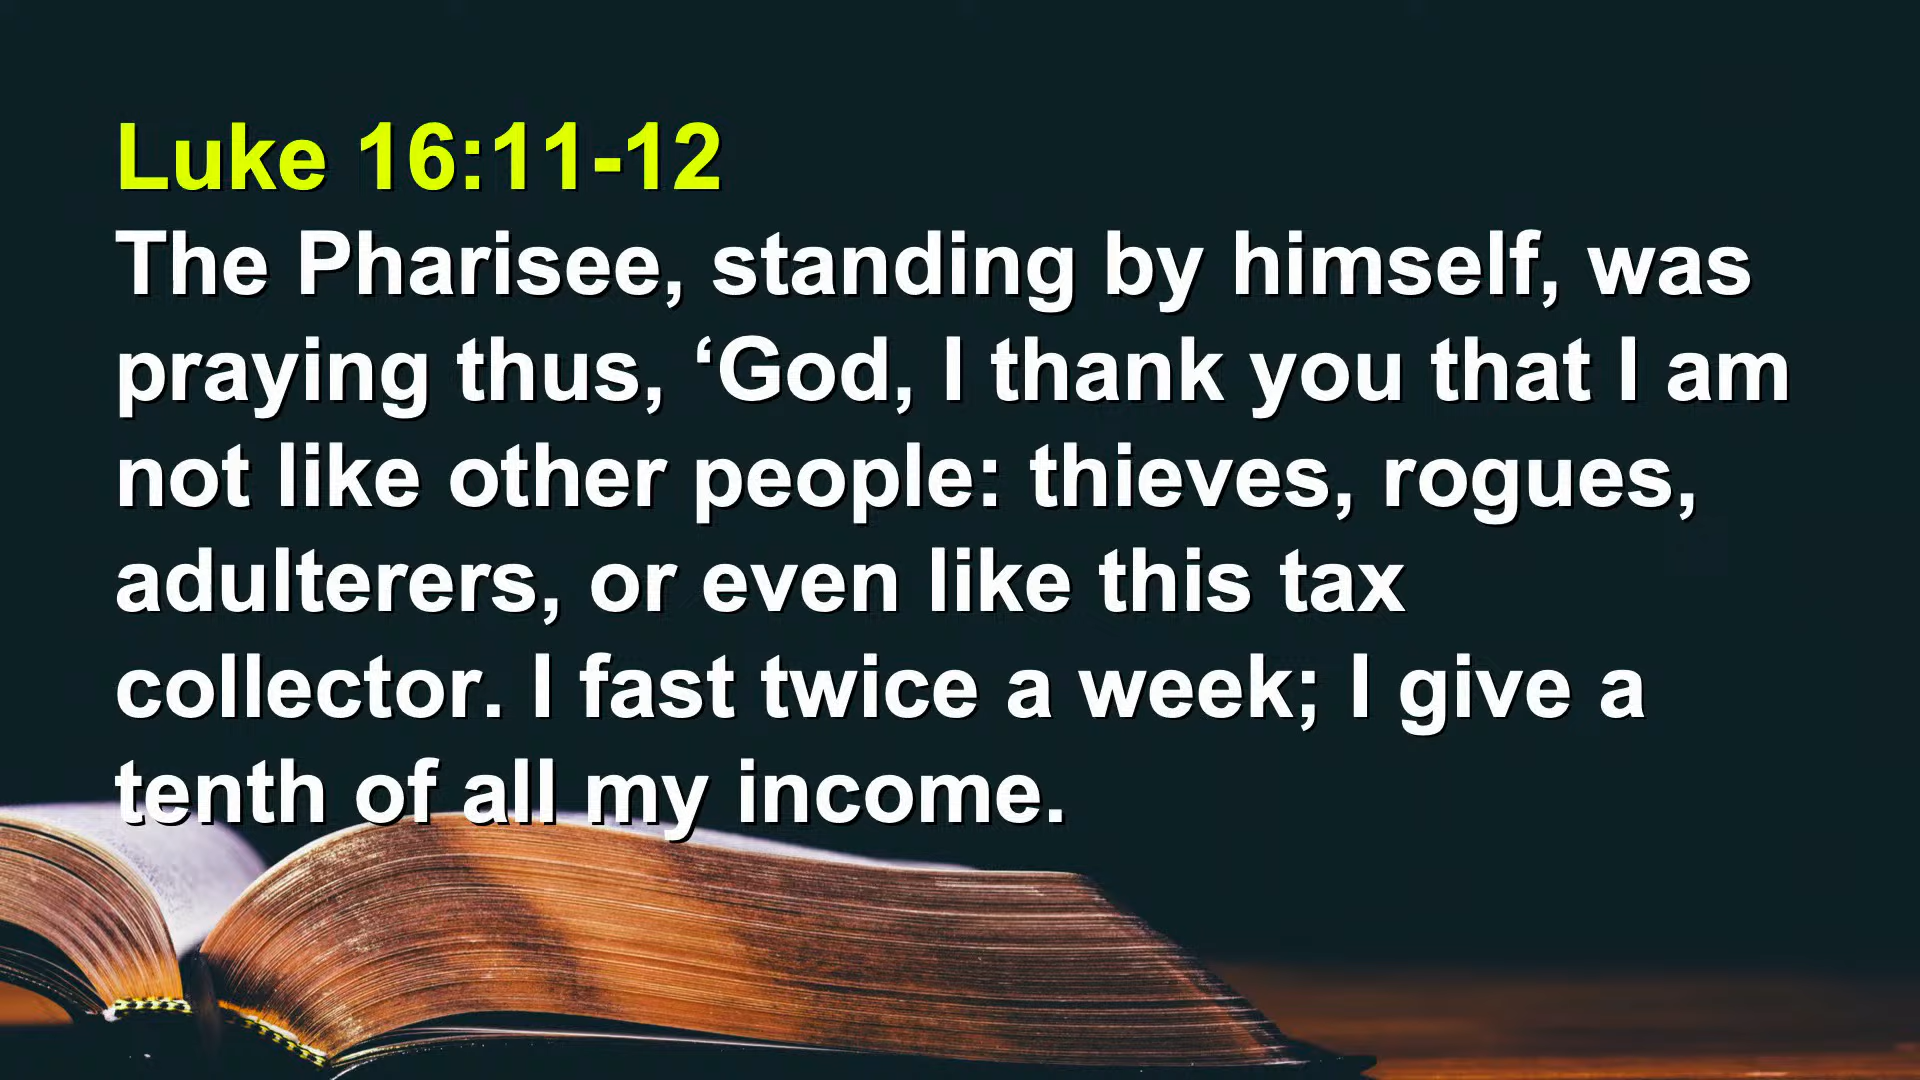 Luke 16:11-12
The Pharisee, standing by himself, was
praying thus, ‘God, I thank you that I am
not like other people: thieves, rogues,
adulterers, or even like this tax
collector. I fast twice a week; I give a
tenth of all my income.